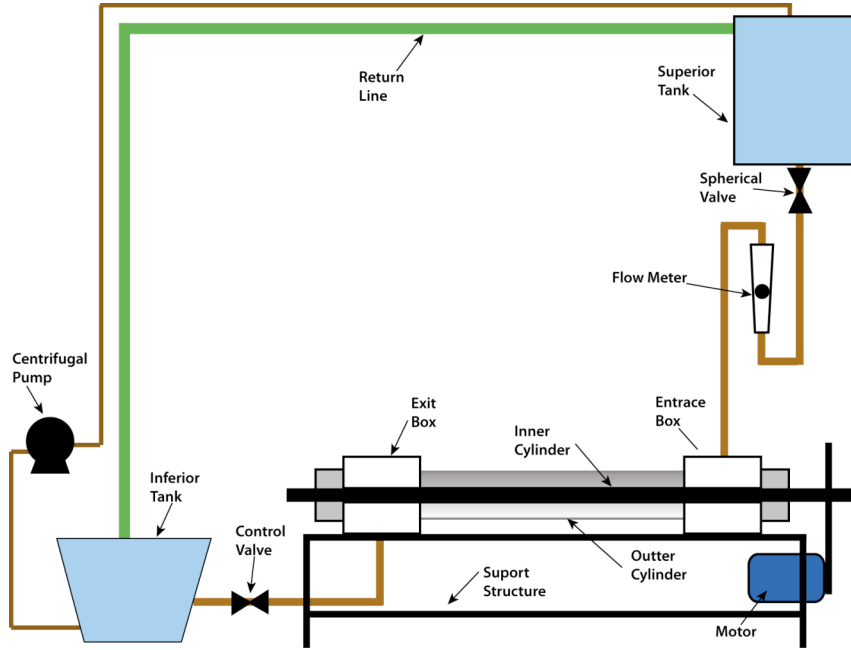 Return
Line
Superior
Tank
Spherical
Valve
Flow Meter
Centrifugal
Pump
Exit
Box
Entrace
Box
Inner
Cylinder
Inferior
Tank
Control
Valve
Outter
Cylinder
Suport
Structure
Motor